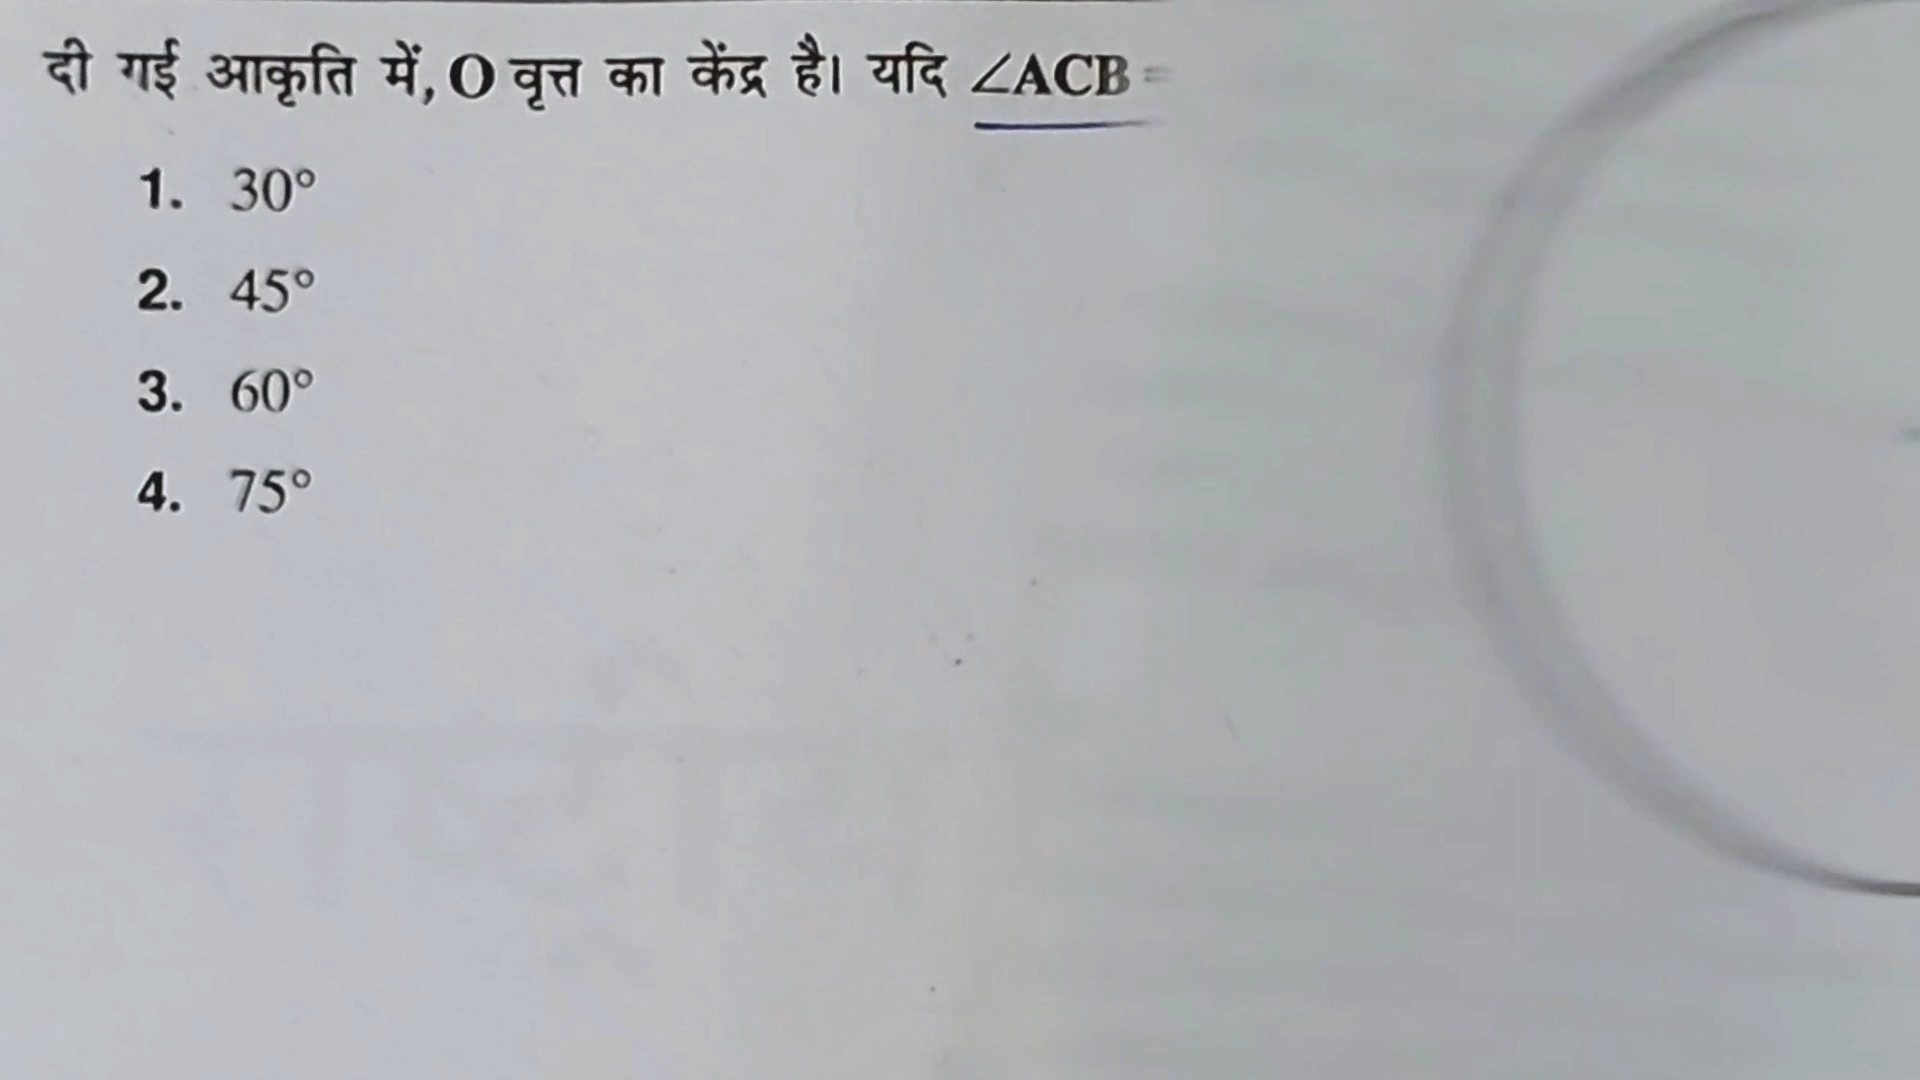 दी गई आकृति में, O वृत्त का केंद्र है। यदि ∠ACB =
1. 30°
2. 45°
3. 60°
4. 75°